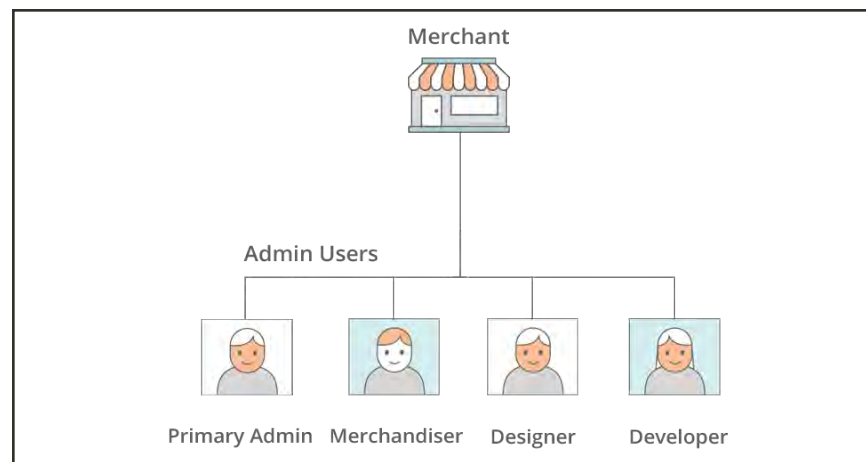 Merchant
Admin Users
Primary Admin
Merchandiser
Designer
Developer